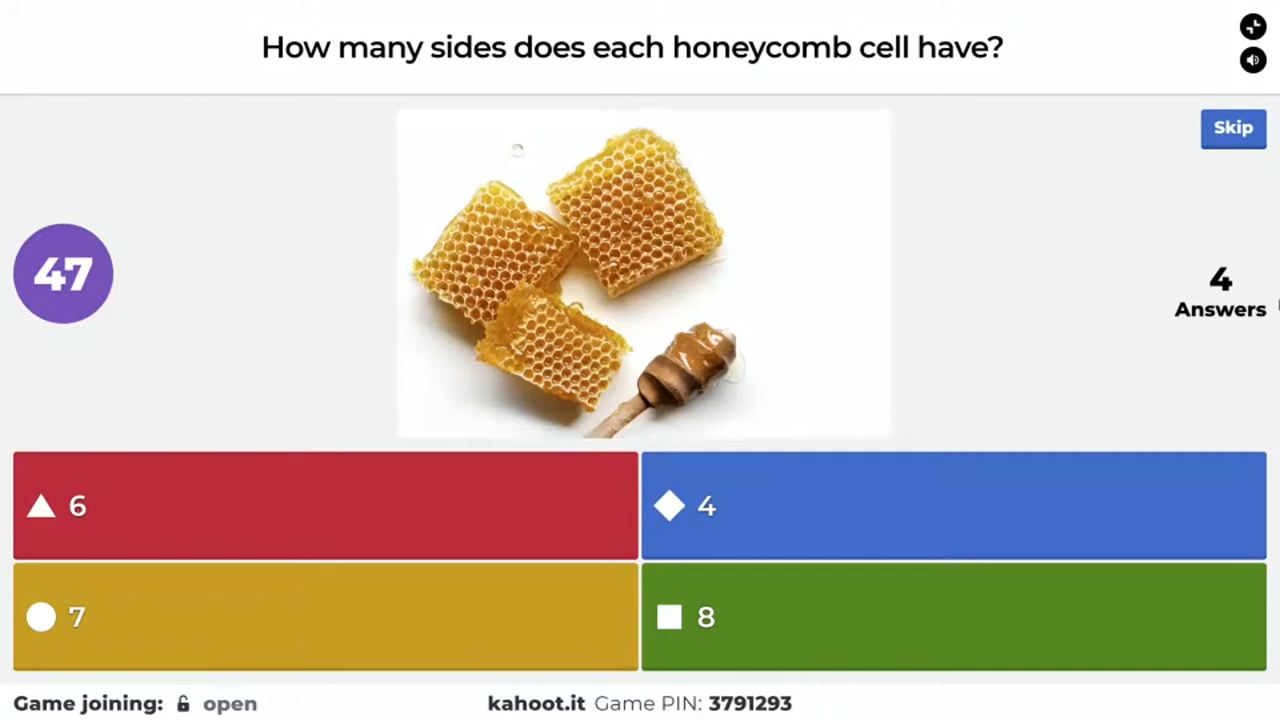 How many sides does each honeycomb cell have?
Skip
47
4
Answers
6
4
7
8
Game joining: open
kahoot.it Game PIN: 3791293